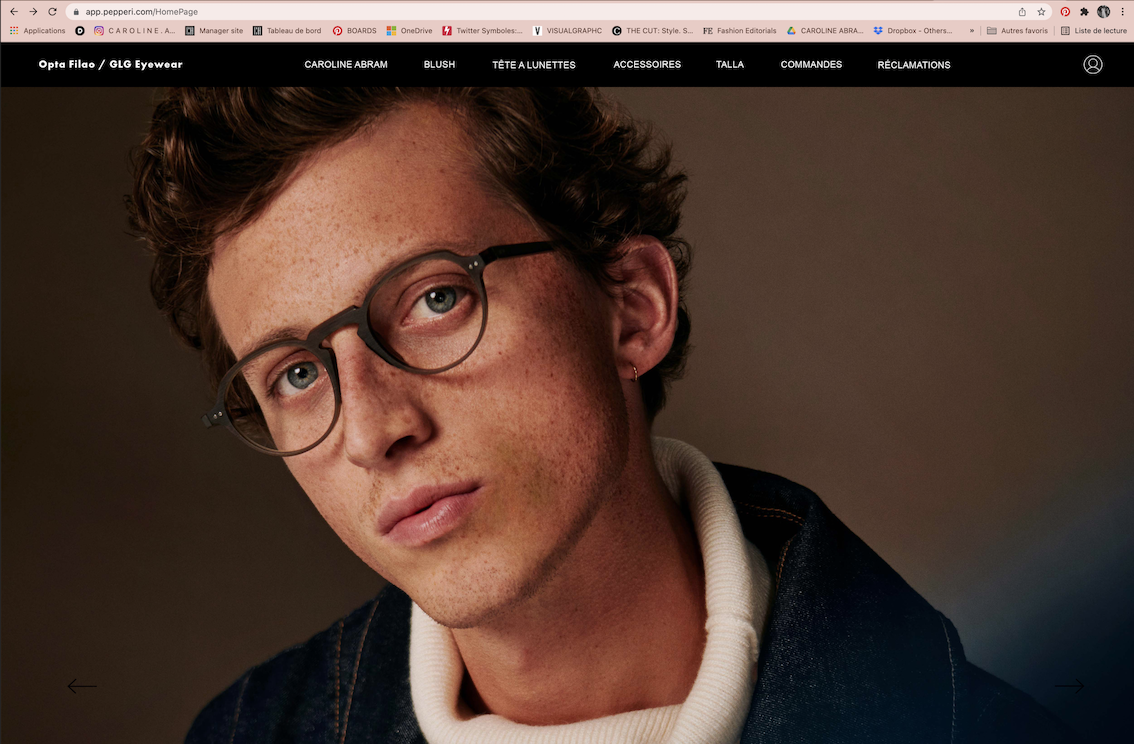 app.pepperi.com/HomePage
Applications C A R O L I N E . A... Manager site Tableau de bord BOARDS OneDrive Twitter Symboles:... VISUALGRAPHC THE CUT: Style. S... FE Fashion Editorials CAROLINE ABRA... Dropbox - Others... » Autres favoris Liste de lecture
Opta Filao / GLG Eyewear CAROLINE ABRAM BLUSH TÊTE A LUNETTES ACCESSOIRES TALLA COMMANDES RÉCLAMATIONS